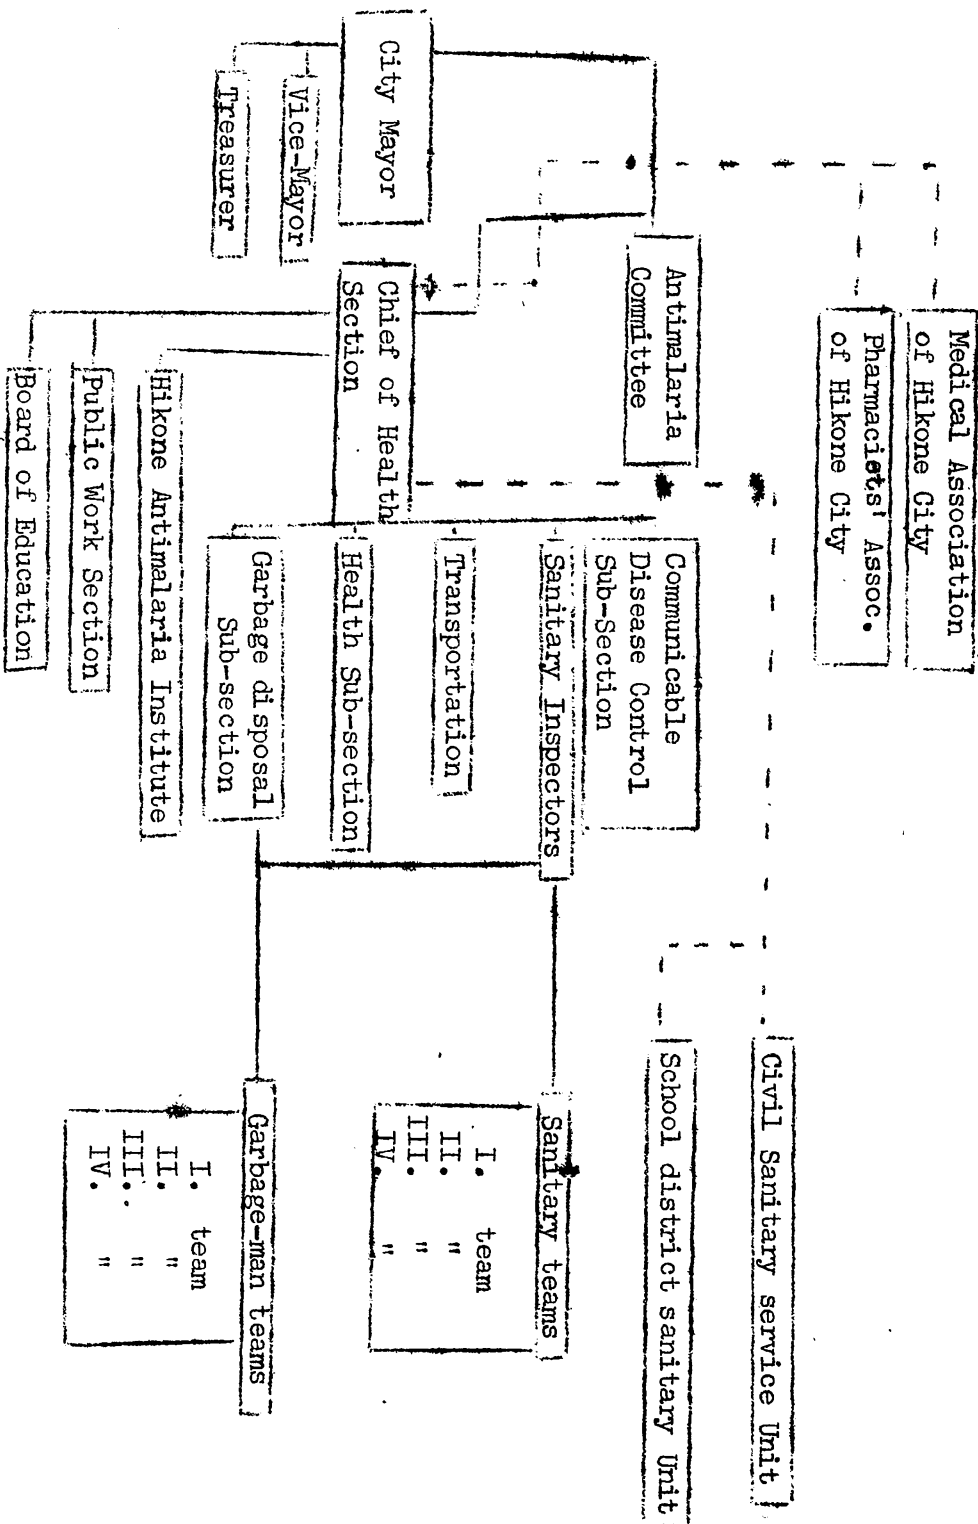 Medical Association
of Hikone City
Pharmacists' Assoc.
of Hikone City
Civil Sanitary service Unit
School district sanitary Unit
Antimalaria
Committee
Communicable
Disease Control
Sub-Section
Sanitary Inspectors
Sanitary teams
I. team
II. "
III. "
IV. "
Transportation
City Mayor
Chief of Health
Section
Health Sub-section
Vice-Mayor
Treasurer
Garbage disposal
Sub-section
Garbage-man teams
I. team
II. "
III. "
IV. "
Hikone Antimalaria Institute
Public Work Section
Board of Education